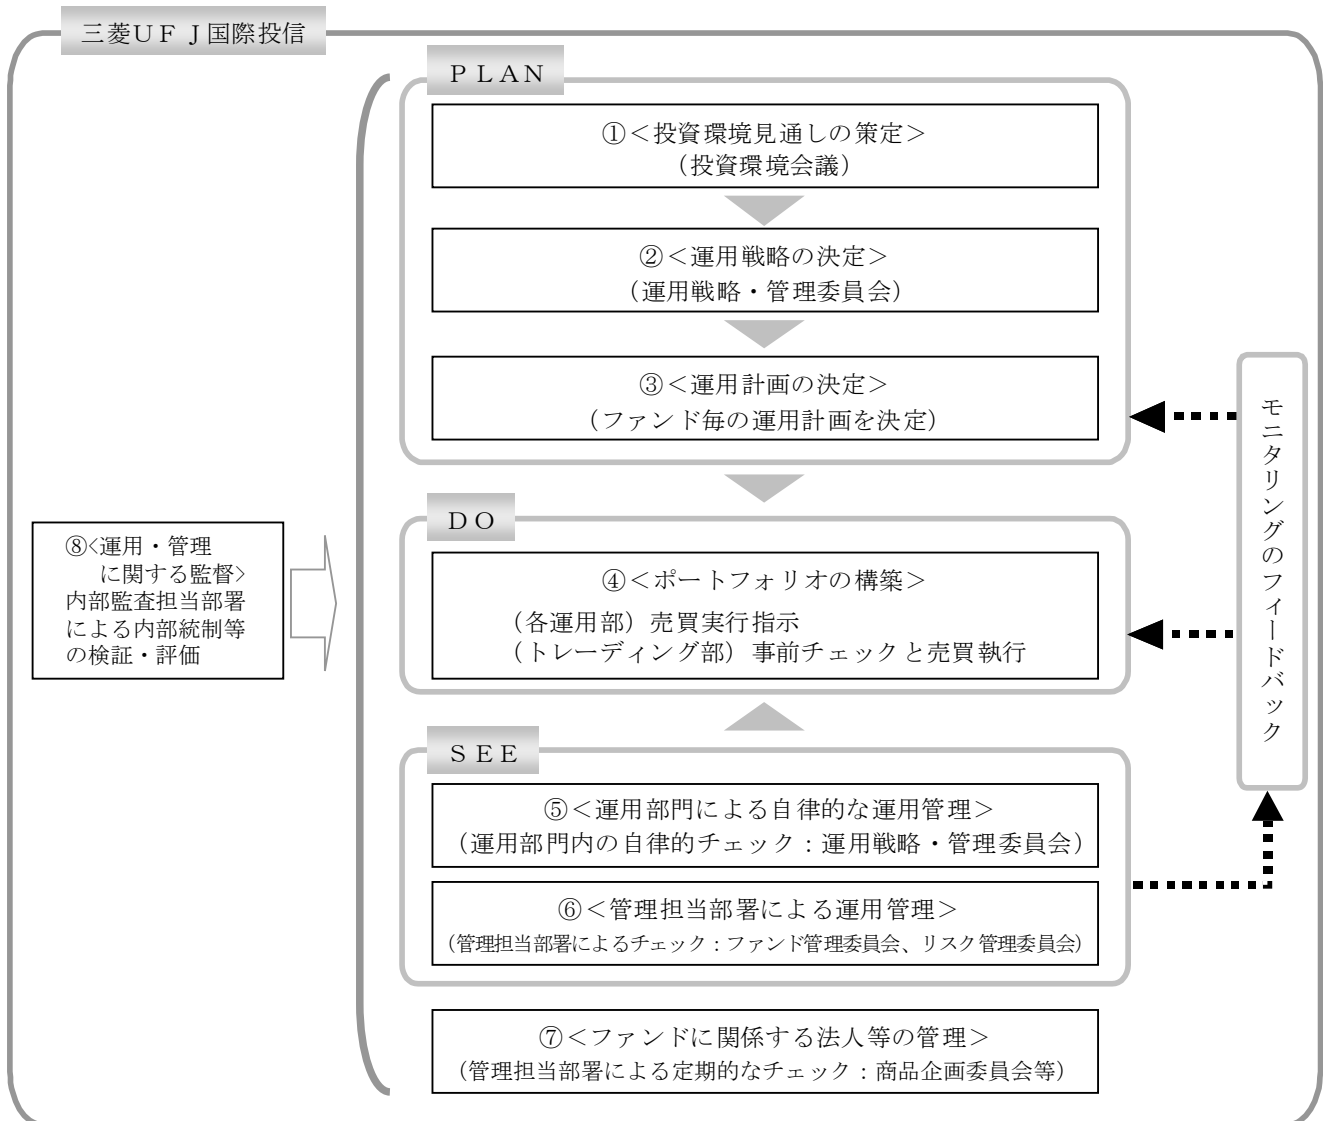 三菱ＵＦＪ国際投信
ＰＬＡＮ
①＜投資環境見通しの策定＞
（投資環境会議）
②＜運用戦略の決定＞
（運用戦略・管理委員会）
③＜運用計画の決定＞
（ファンド毎の運用計画を決定）
ＤＯ
④＜ポートフォリオの構築＞
（各運用部）売買実行指示
（トレーディング部）事前チェックと売買執行
ＳＥＥ
⑤＜運用部門による自律的な運用管理＞
（運用部門内の自律的チェック：運用戦略・管理委員会）
⑥＜管理担当部署による運用管理＞
（管理担当部署によるチェック：ファンド管理委員会、リスク管理委員会）
⑦＜ファンドに関係する法人等の管理＞
（管理担当部署による定期的なチェック：商品企画委員会等）
⑧<運用・管理
に関する監督>
内部監査担当部署
による内部統制等
の検証・評価
モニタリングのフィードバック